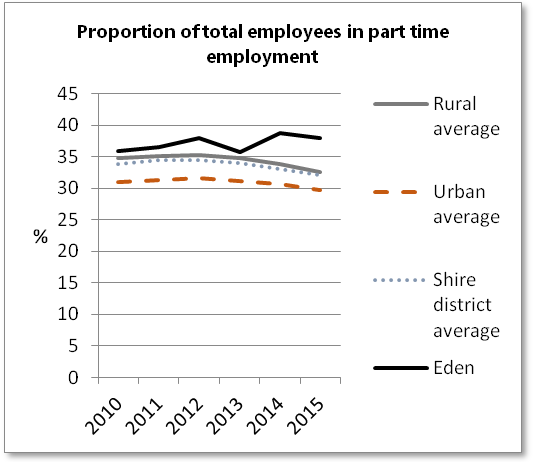 Proportion of total employees in part time
employment
45
40
35
30
25
20
15
10
5
0
%
2010
2011
2012
2013
2014
2015
Rural
average
Urban
average
Shire
district
average
Eden